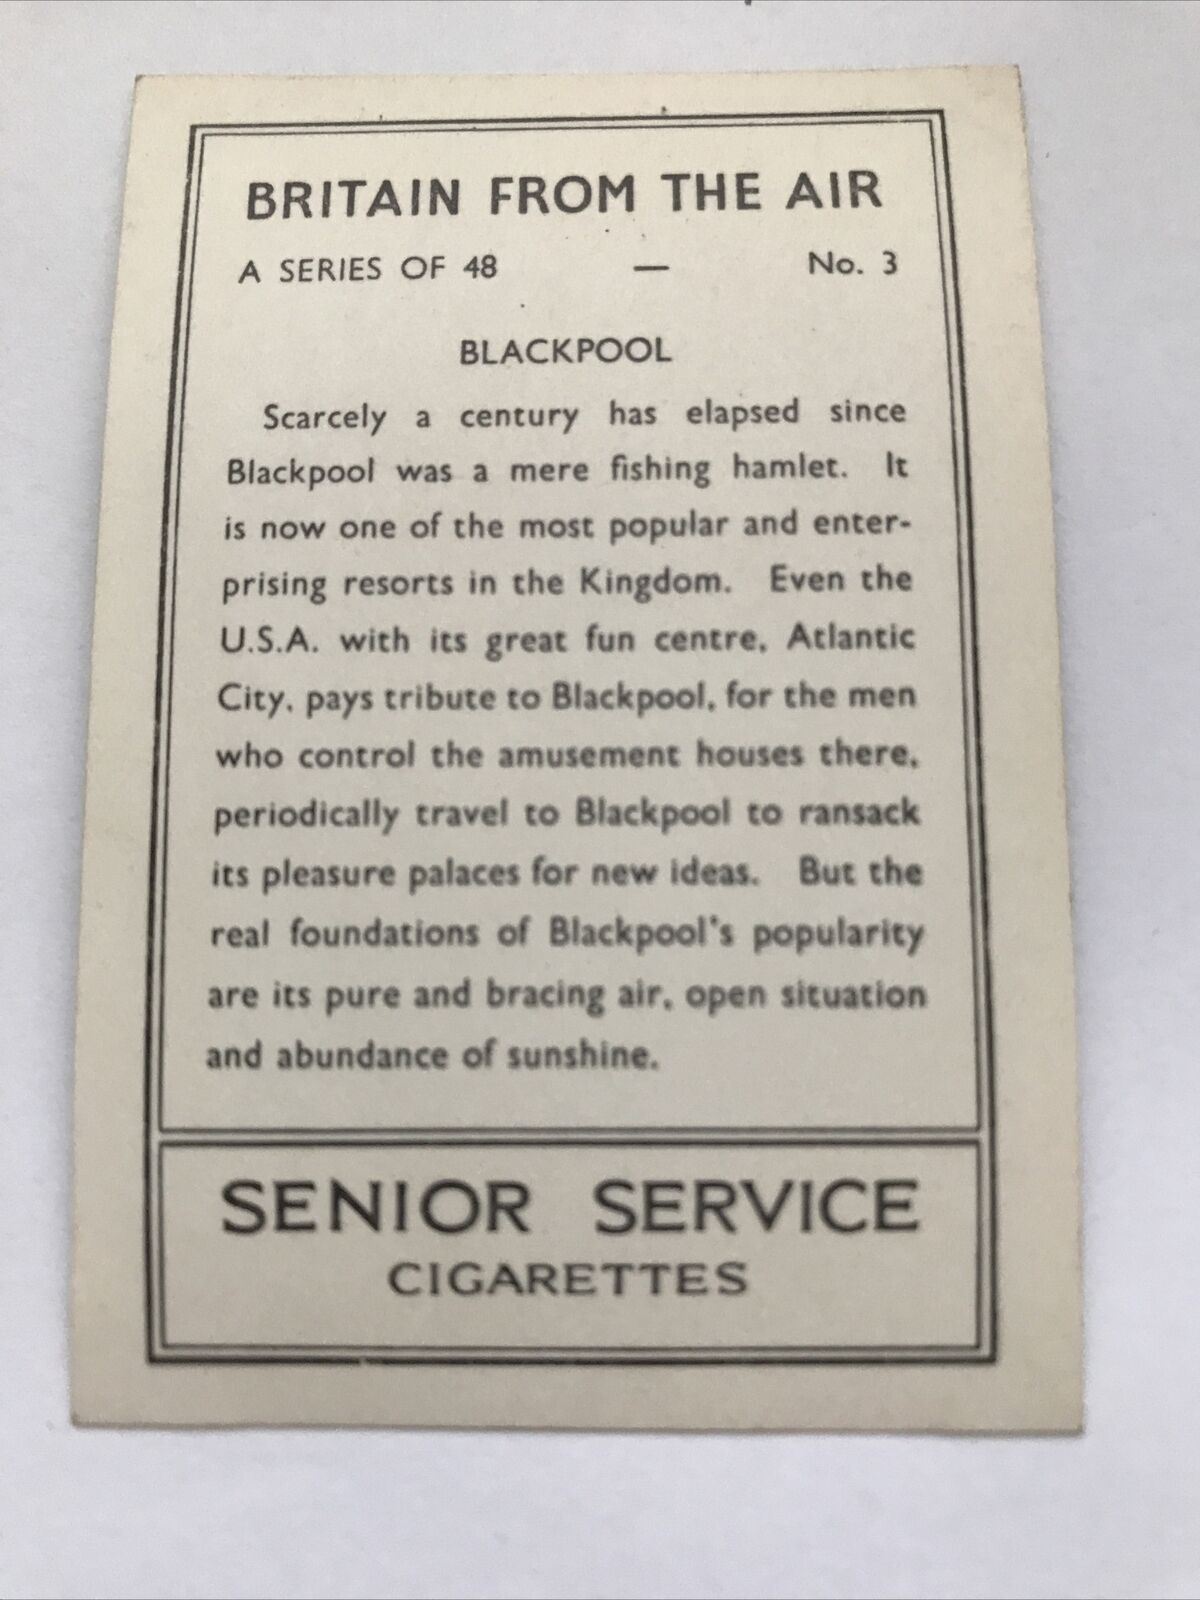 BRITAIN FROM THE AIR
A SERIES OF 48 — No. 3
BLACKPOOL
Scarcely a century has elapsed since
Blackpool was a mere fishing hamlet. It
is now one of the most popular and enter-
prising resorts in the Kingdom. Even the
U.S.A. with its great fun centre, Atlantic
City, pays tribute to Blackpool, for the men
who control the amusement houses there,
periodically travel to Blackpool to ransack
its pleasure palaces for new ideas. But the
real foundations of Blackpool's popularity
are its pure and bracing air, open situation
and abundance of sunshine.
SENIOR SERVICE
CIGARETTES